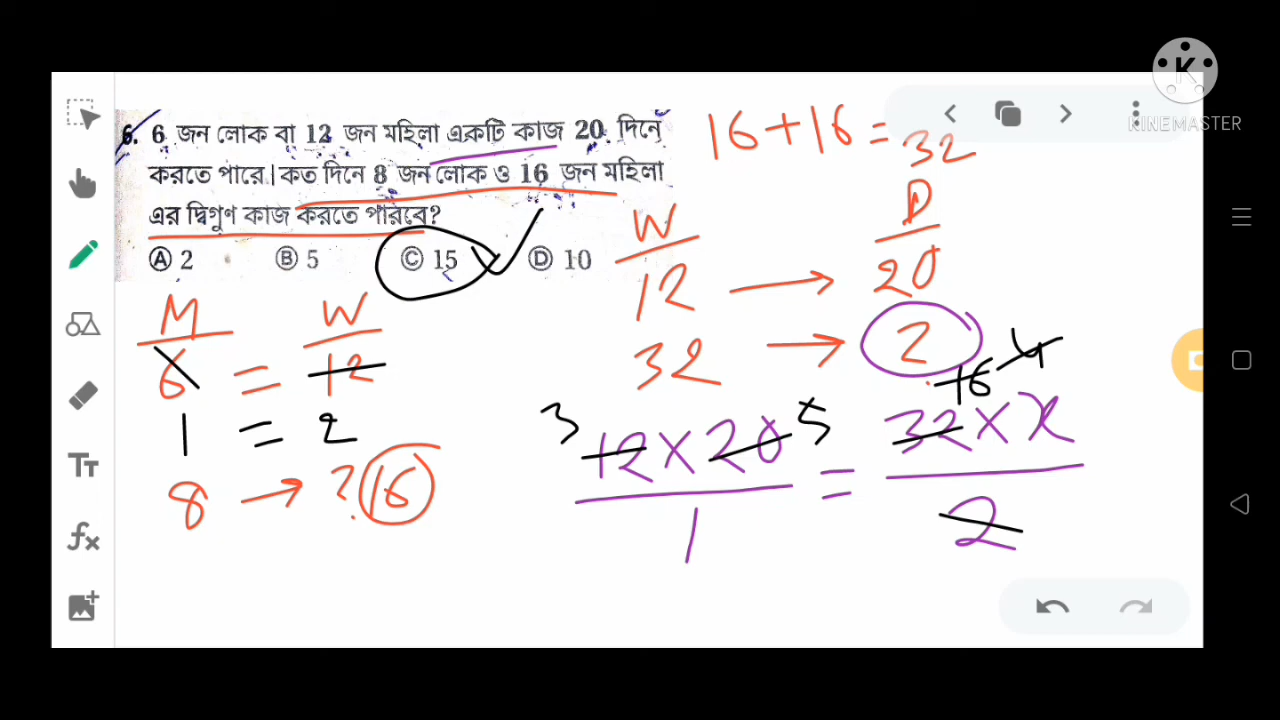 6. 6 জন লোক বা 12 জন মহিলা একটি কাজ 20 দিনে
করতে পারে। কত দিনে 8 জন লোক ও 16 জন মহিলা
এর দ্বিগুণ কাজ করতে পারিবে?
Ⓐ 2 Ⓑ 5 Ⓒ 15 Ⓓ 10
16+16=32
K
KINEMASTER
W D
12 → 20
32 → 2
M W
6 = 12
1 = 2
8 → ? 16
3 5 16 4
12×20 = 32×x
1 2
Tт
fx